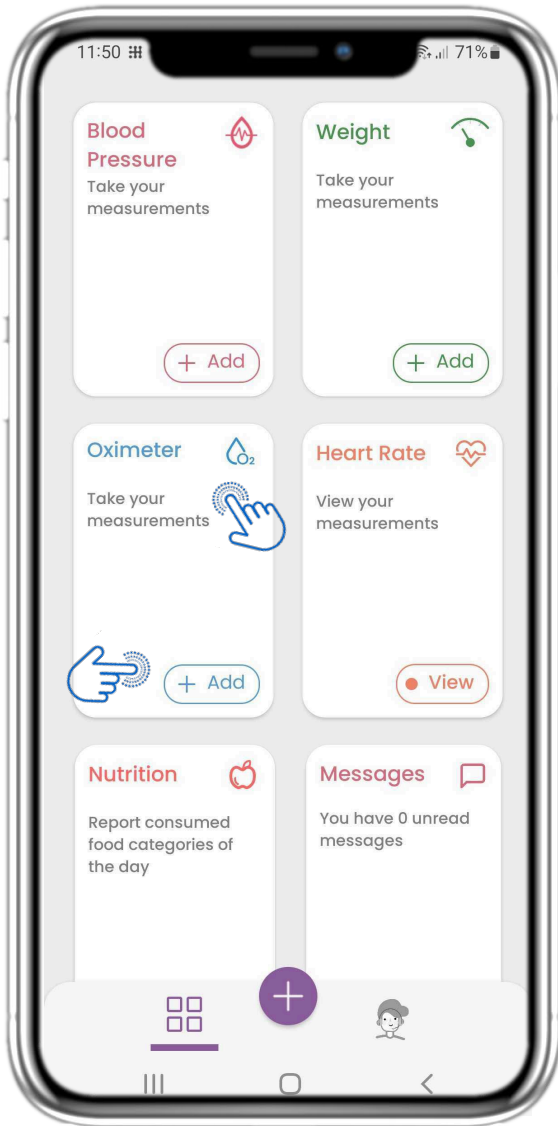 11:50 71%
Blood
Pressure
Take your
measurements
+ Add
Weight
Take your
measurements
+ Add
Oximeter
O2
Take your
measurements
+ Add
Heart Rate
View your
measurements
View
Nutrition
Report consumed
food categories of
the day
Messages
You have 0 unread
messages